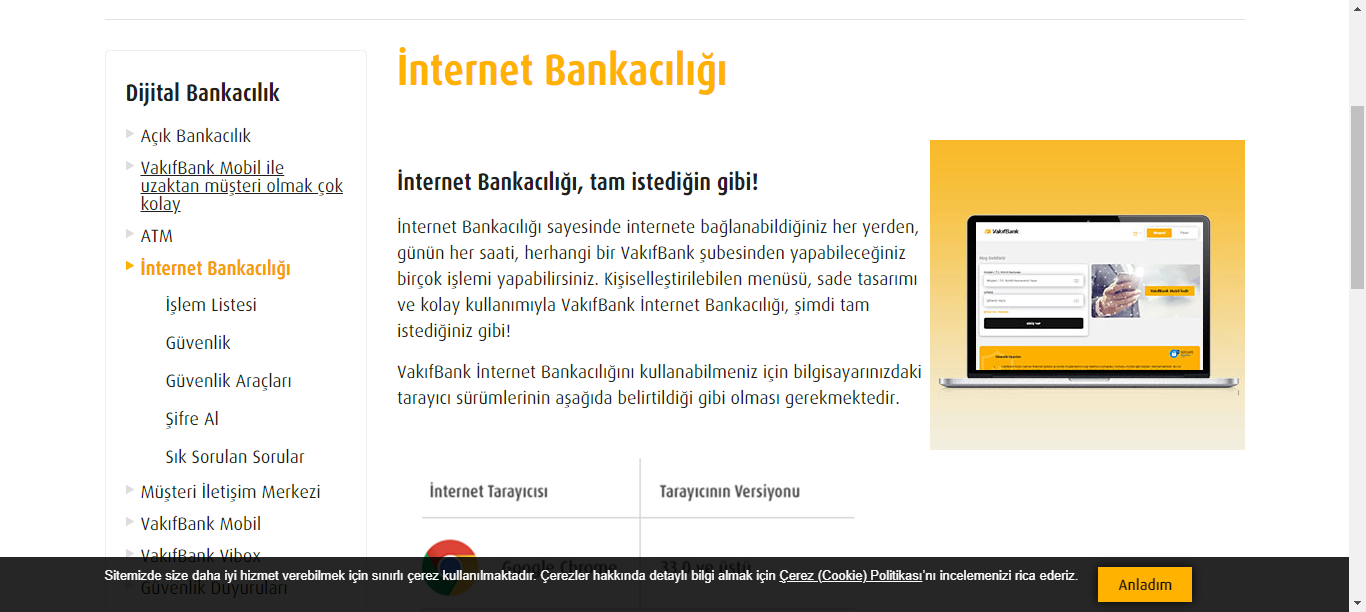 Dijital Bankacılık
Açık Bankacılık
VakıfBank Mobil ile
uzaktan müşteri olmak çok
kolay
ATM
İnternet Bankacılığı
İşlem Listesi
Güvenlik
Güvenlik Araçları
Şifre Al
Sık Sorulan Sorular
Müşteri İletişim Merkezi
VakıfBank Mobil
VakıfBank Vibox
Güvenlik Duyuruları
İnternet Bankacılığı
İnternet Bankacılığı, tam istediğin gibi!
İnternet Bankacılığı sayesinde internete bağlanabildiğiniz her yerden,
günün her saati, herhangi bir VakıfBank şubesinden yapabileceğiniz
birçok işlemi yapabilirsiniz. Kişiselleştirilebilen menüsü, sade tasarımı
ve kolay kullanımıyla VakıfBank İnternet Bankacılığı, şimdi tam
istediğiniz gibi!
VakıfBank İnternet Bankacılığını kullanabilmeniz için bilgisayarınızdaki
tarayıcı sürümlerinin aşağıda belirtildiği gibi olması gerekmektedir.
VakıfBank
İnternet Tarayıcısı
Tarayıcının Versiyonu
Google Chrome
33.0 ve üstü
Sitemizde size daha iyi hizmet verebilmek için sınırlı çerez kullanılmaktadır. Çerezler hakkında detaylı bilgi almak için Çerez (Cookie) Politikası'nı incelemenizi rica ederiz.
Anladım